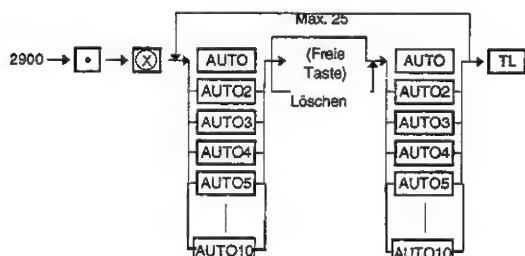 Max. 25
2900 • X AUTO (Freie AUTO TL
AUTO2 Taste) AUTO2
AUTO3 Löschen AUTO3
AUTO4 AUTO4
AUTO5 AUTO5
AUTO10 AUTO10